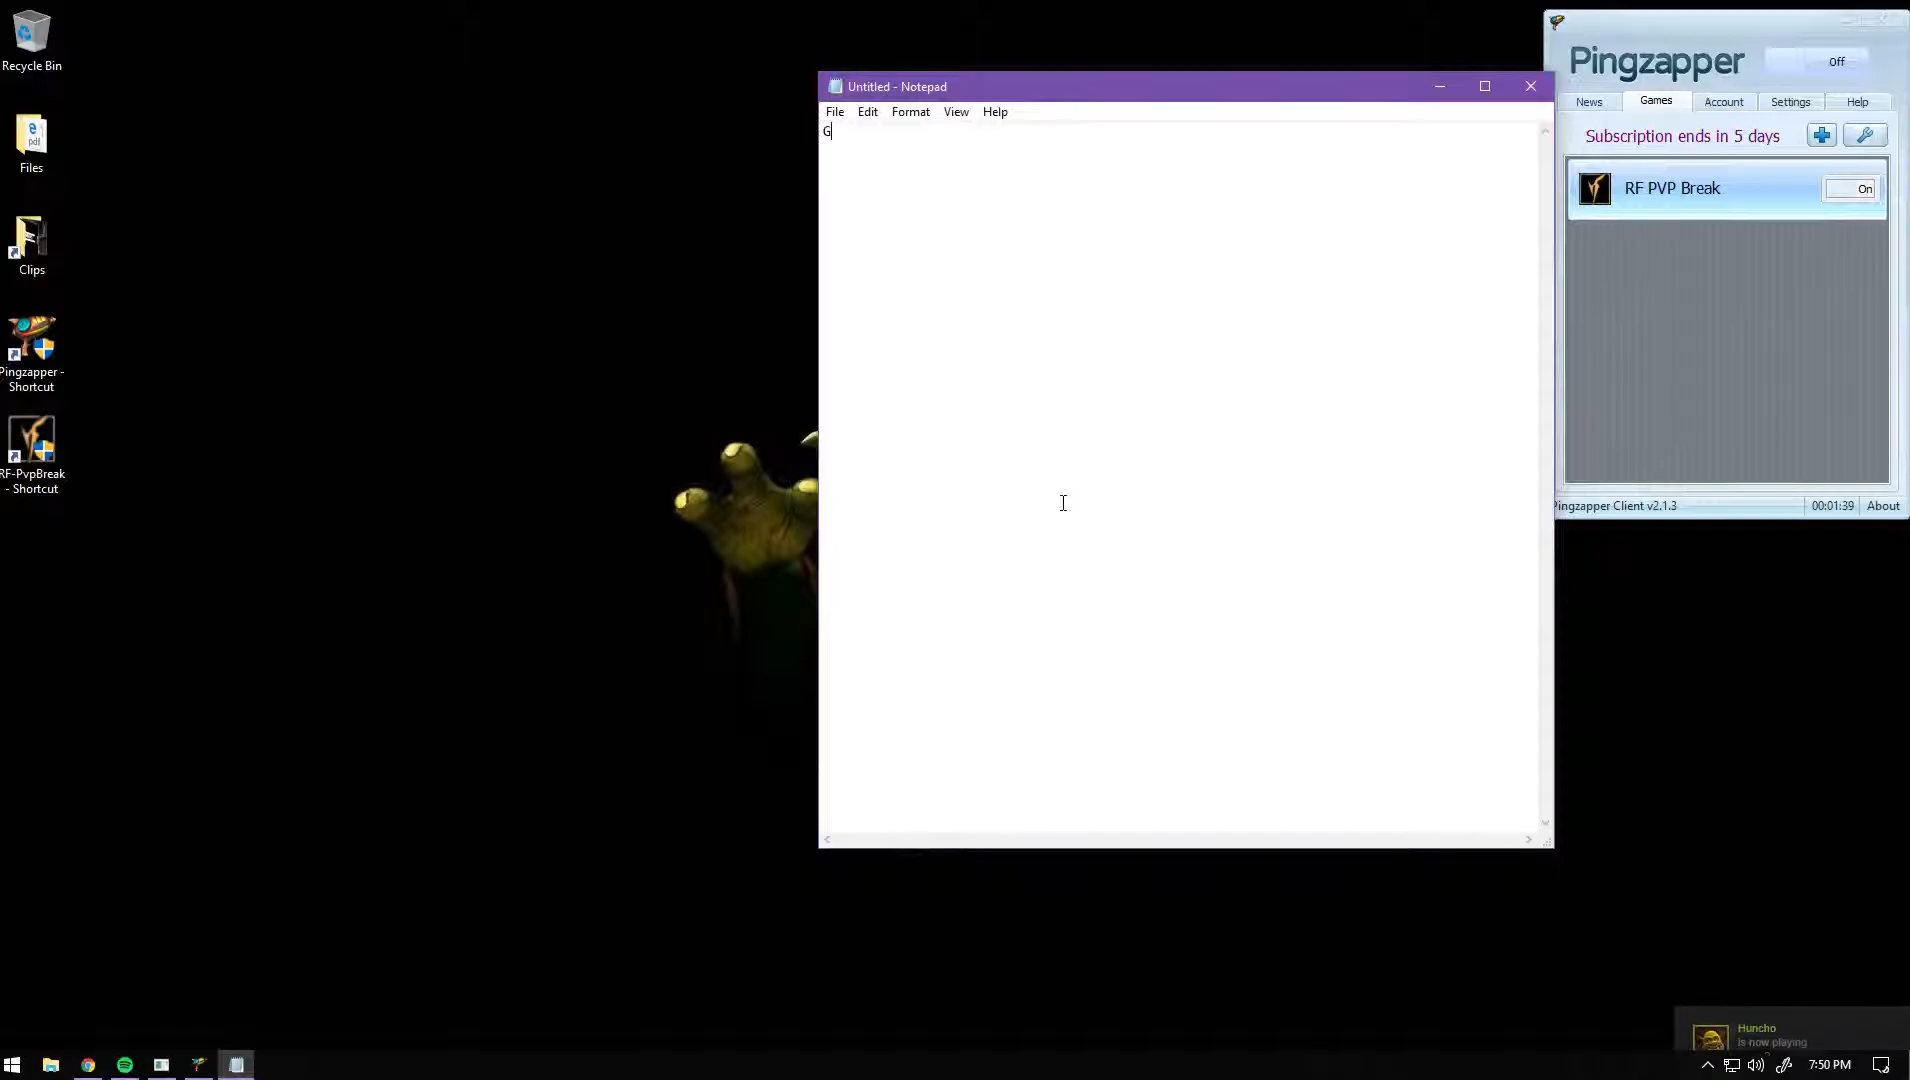 Recycle Bin
Files
Clips
Pingzapper -
Shortcut
RF-PvpBreak
- Shortcut
Untitled - Notepad
File Edit Format View Help
G
Pingzapper
Off
News Games Account Settings Help
Subscription ends in 5 days
RF PVP Break
On
Pingzapper Client v2.1.3
00:01:39
About
Huncho
is now playing
7:50 PM